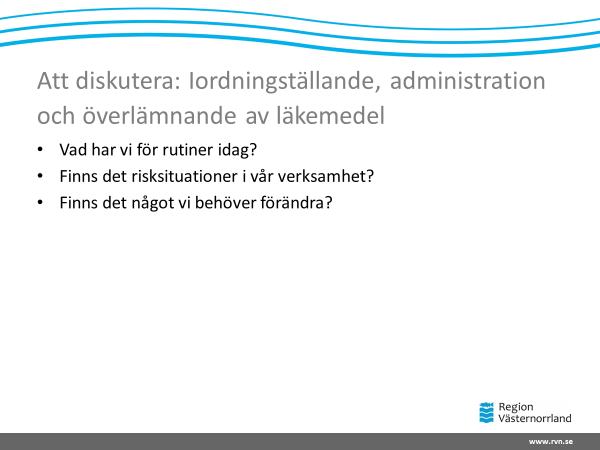 Att diskutera: Iordningställande, administration
och överlämnande av läkemedel
• Vad har vi för rutiner idag?
• Finns det risksituationer i vår verksamhet?
• Finns det något vi behöver förändra?
Region
Västernorrland
www.rvn.se